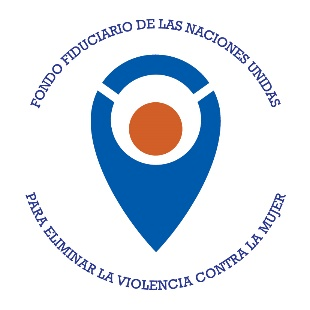 FONDO FIDUCIARIO DE LAS NACIONES UNIDAS
PARA ELIMINAR LA VIOLENCIA CONTRA LA MUJER